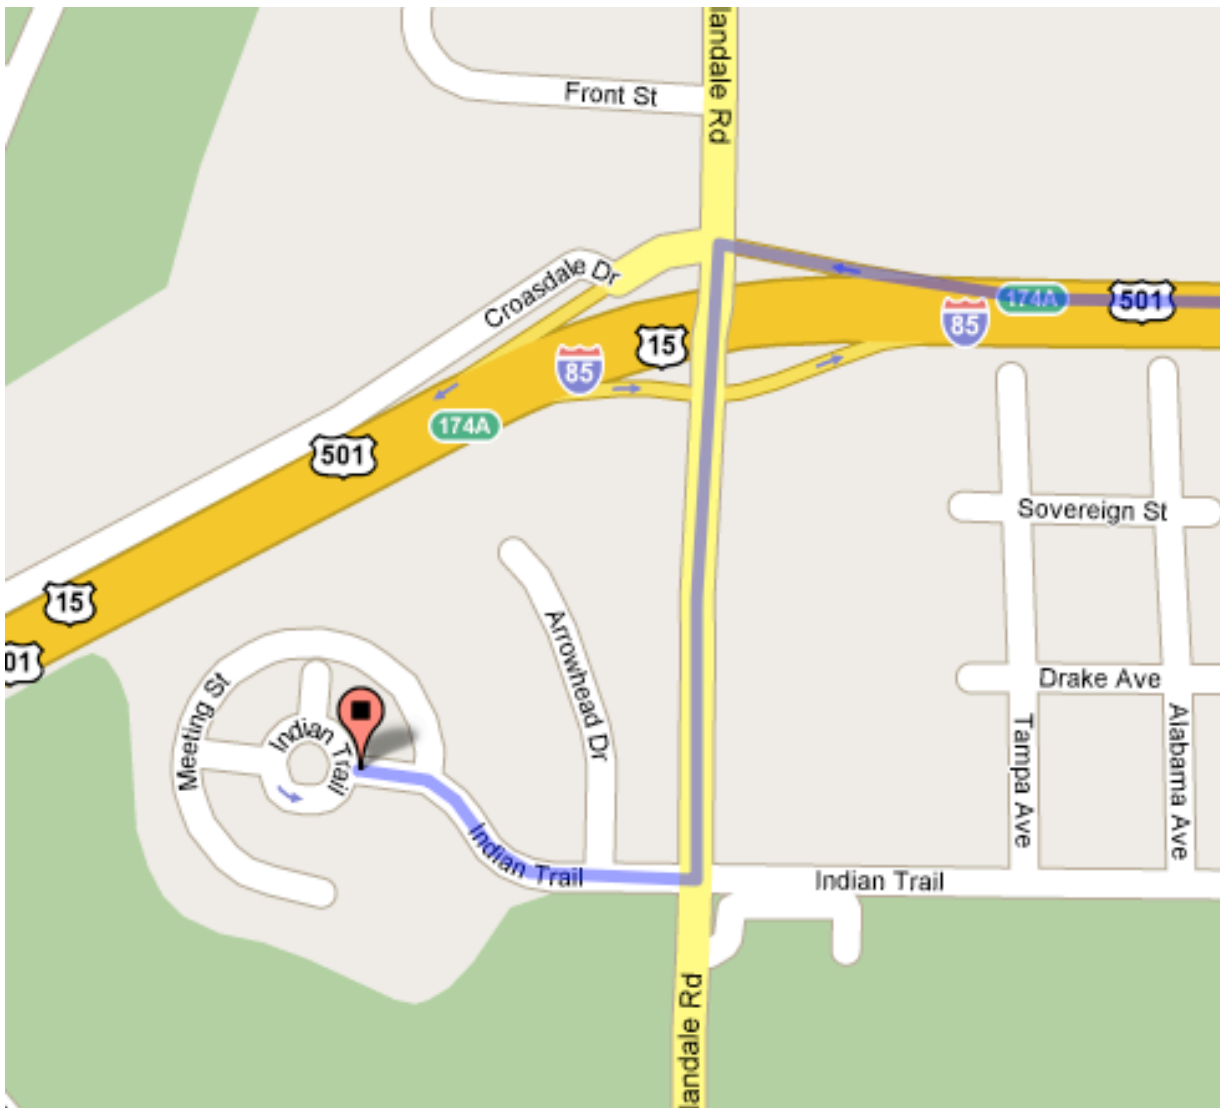 landale Rd
Front St
Croasdale Dr
174A
501
85
15
85
174A
501
Sovereign St
15
01
Arrowhead Dr
Drake Ave
Meeting St
Indian Trail
Tampa Ave
Alabama Ave
Indian Trail
Indian Trail
landale Rd